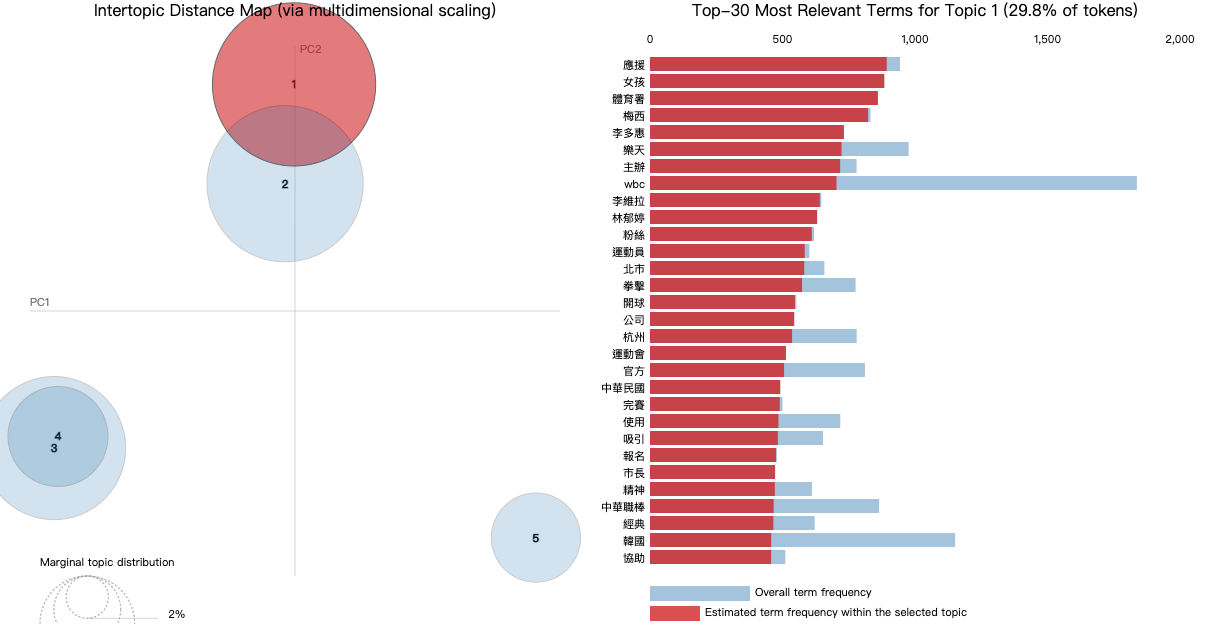 Intertopic Distance Map (via multidimensional scaling)
PC2
1
2
PC1
4
3
5
Marginal topic distribution
2%
Top-30 Most Relevant Terms for Topic 1 (29.8% of tokens)
0 500 1,000 1,500 2,000
應援
女孩
體育署
梅西
李多惠
樂天
主辦
wbc
李維拉
林郁婷
粉絲
運動員
北市
拳擊
開球
公司
杭州
運動會
官方
中華民國
完賽
使用
吸引
報名
市長
精神
中華職棒
經典
韓國
協助
Overall term frequency
Estimated term frequency within the selected topic